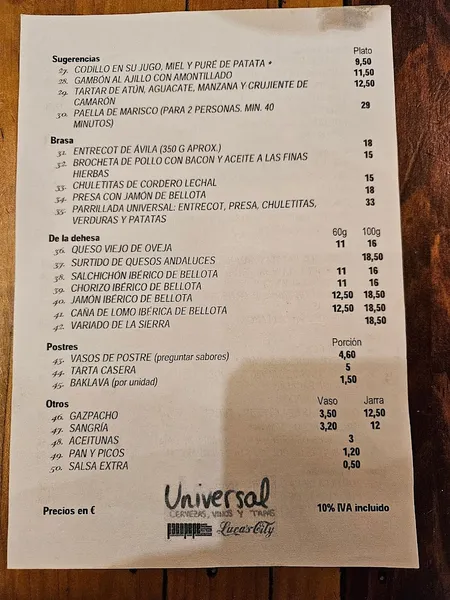 Sugerencias Plato
27. CODILLO EN SU JUGO, MIEL Y PURÉ DE PATATA * 9,50
28. GAMBÓN AL AJILLO CON AMONTILLADO 11,50
29. TARTAR DE ATÚN, AGUACATE, MANZANA Y CRUJIENTE DE 12,50
CAMARÓN
30. PAELLA DE MARISCO (PARA 2 PERSONAS. MIN. 40 29
MINUTOS)
Brasa
31. ENTRECOT DE ÁVILA (350 G APROX.) 18
32. BROCHETA DE POLLO CON BACON Y ACEITE A LAS FINAS 15
HIERBAS
33. CHULETITAS DE CORDERO LECHAL 15
34. PRESA CON JAMÓN DE BELLOTA 18
35. PARRILLADA UNIVERSAL: ENTRECOT, PRESA, CHULETITAS, 33
VERDURAS Y PATATAS
De la dehesa 60g 100g
36. QUESO VIEJO DE OVEJA 11 16
37. SURTIDO DE QUESOS ANDALUCES 18,50
38. SALCHICHÓN IBÉRICO DE BELLOTA 11 16
39. CHORIZO IBÉRICO DE BELLOTA 11 16
40. JAMÓN IBÉRICO DE BELLOTA 12,50 18,50
41. CAÑA DE LOMO IBÉRICA DE BELLOTA 12,50 18,50
42. VARIADO DE LA SIERRA 18,50
Postres Porción
43. VASOS DE POSTRE (preguntar sabores) 4,60
44. TARTA CASERA 5
45. BAKLAVA (por unidad) 1,50
Otros Vaso Jarra
46. GAZPACHO 3,50 12,50
47. SANGRÍA 3,20 12
48. ACEITUNAS 3
49. PAN Y PICOS 1,20
50. SALSA EXTRA 0,50
Universal
CERVEZAS, VINOS Y TAPAS
Precios en € 10% IVA incluido
Lucas City